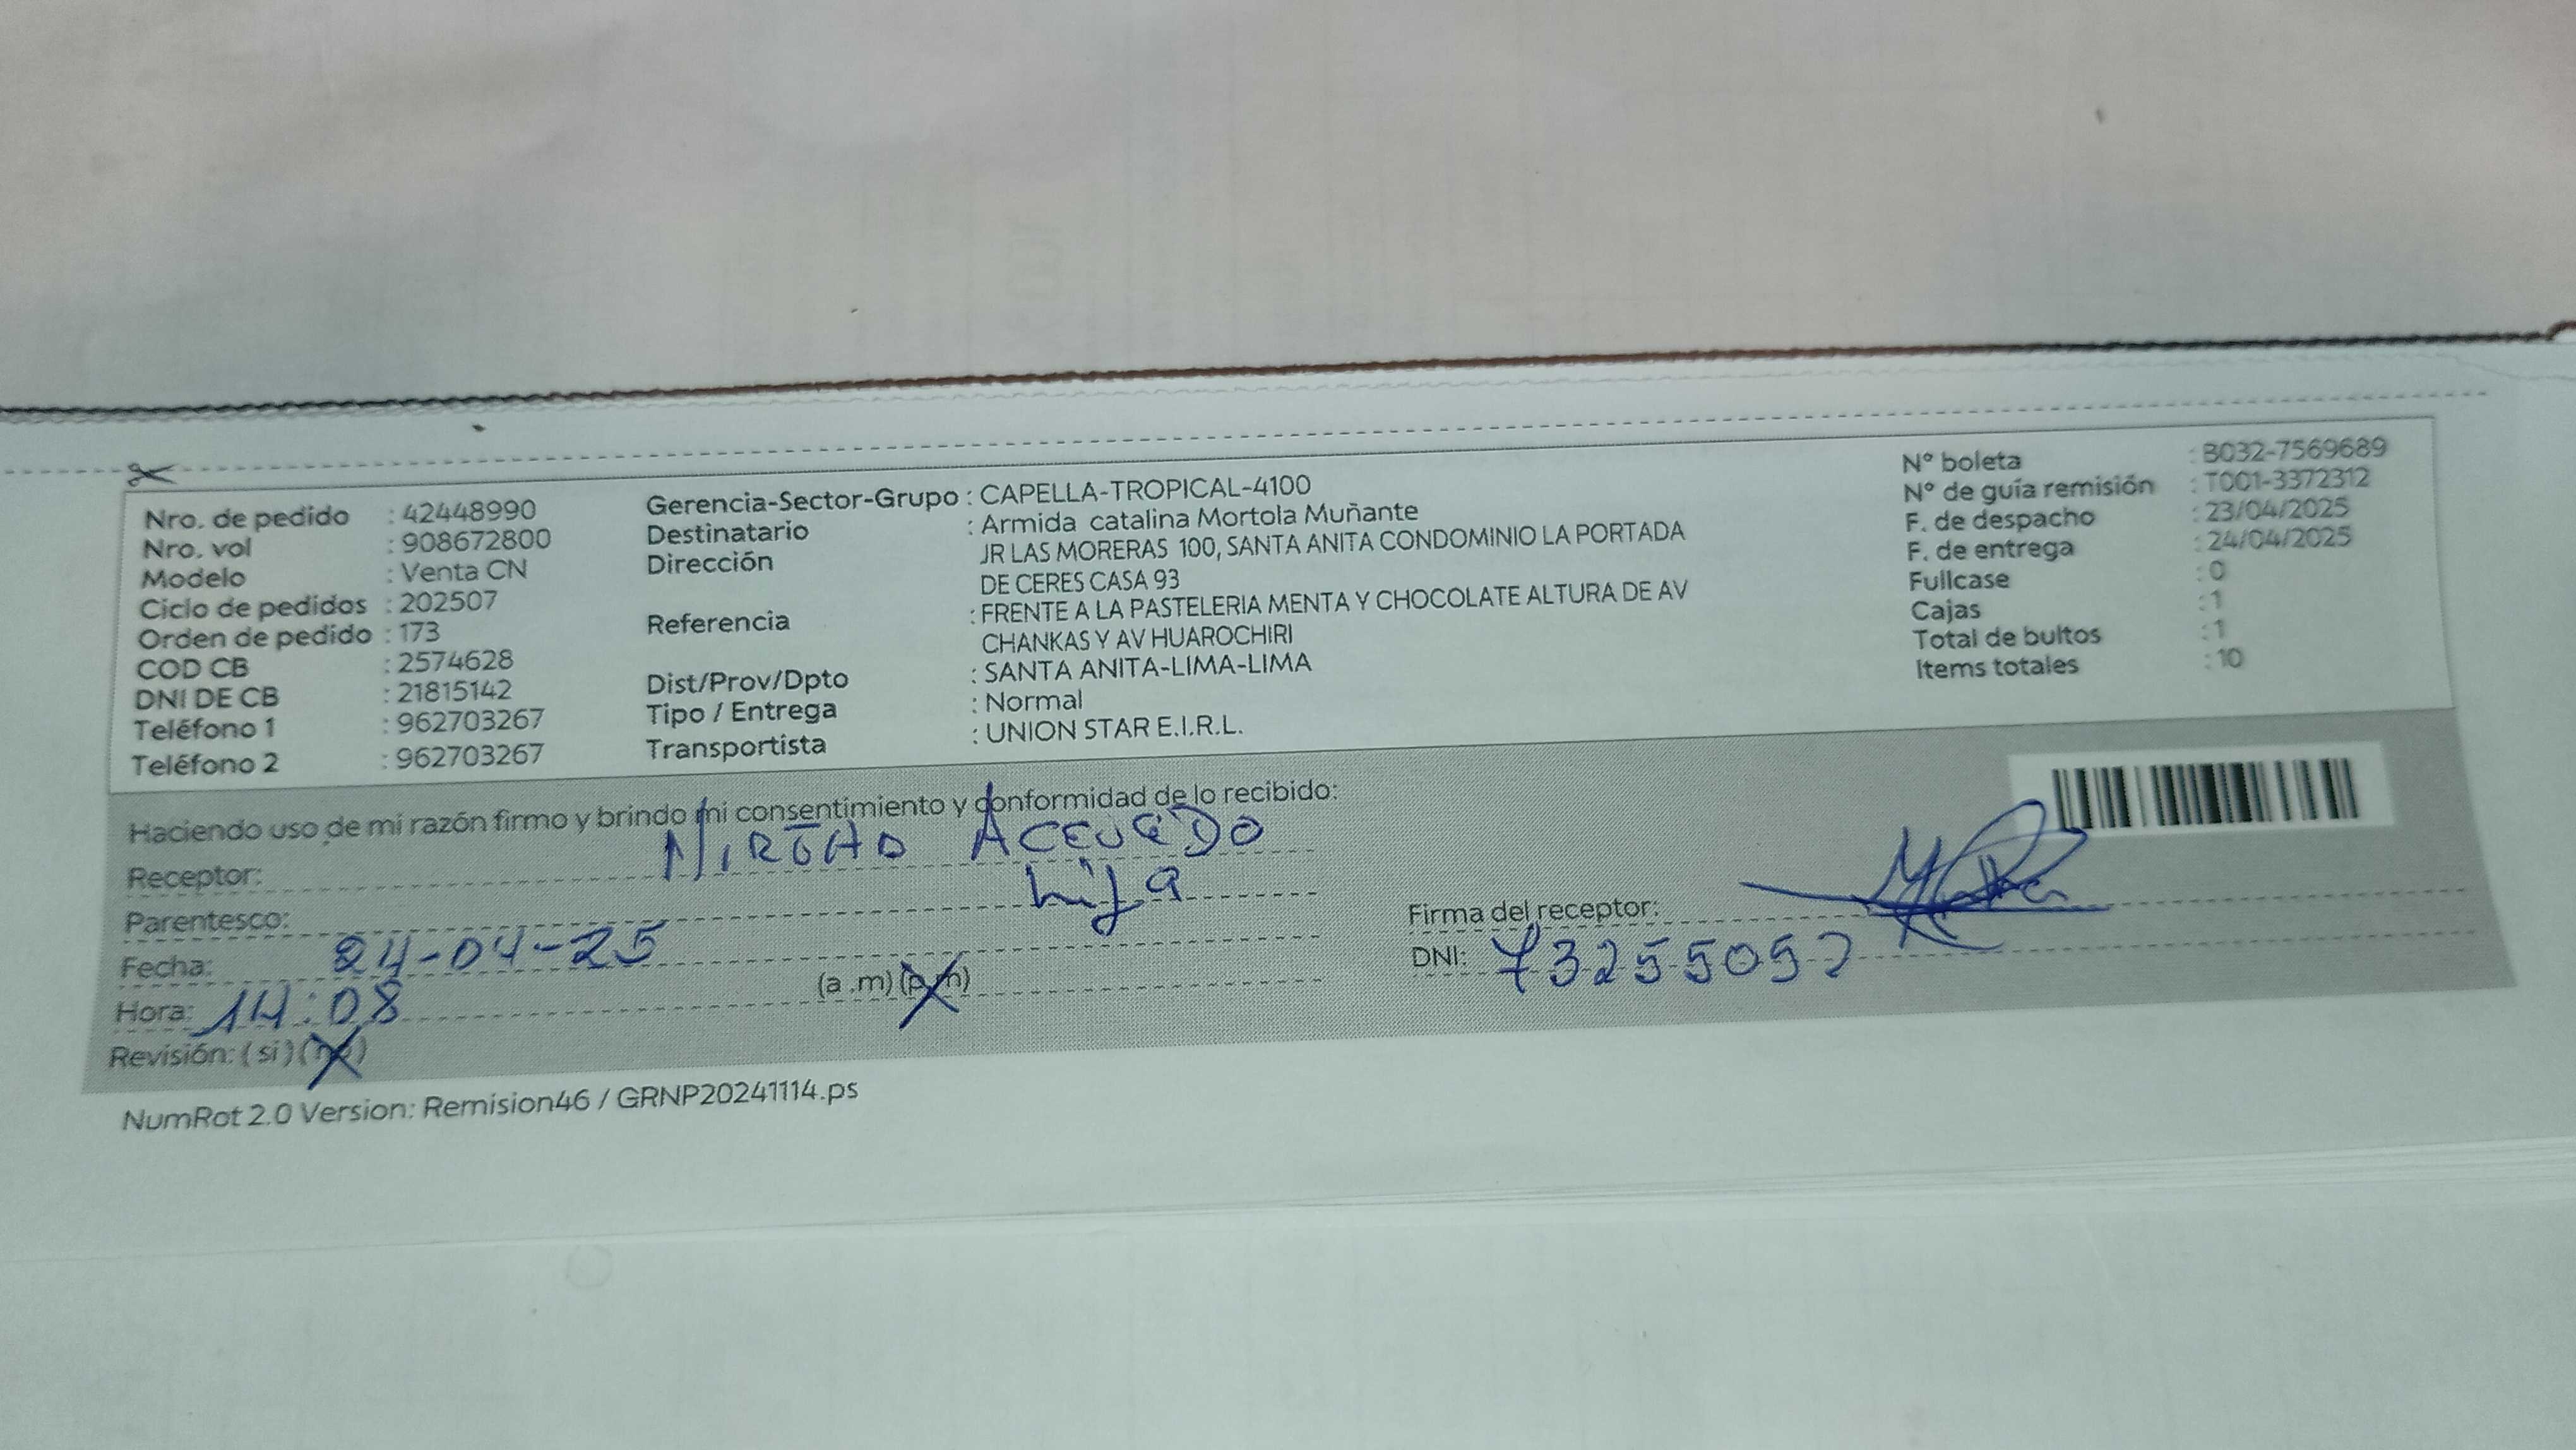 Nro. de pedido : 42448990
Nro. vol : 908672800
Modelo : Venta CN
Ciclo de pedidos : 202507
Orden de pedido : 173
COD CB : 2574628
DNI DE CB : 21815142
Teléfono 1 : 962703267
Teléfono 2 : 962703267
Gerencia-Sector-Grupo : CAPELLA-TROPICAL-4100
Destinatario : Armida catalina Mortola Muñante
Dirección JR LAS MORERAS 100, SANTA ANITA CONDOMINIO LA PORTADA
DE CERES CASA 93
Referencia : FRENTE A LA PASTELERIA MENTA Y CHOCOLATE ALTURA DE AV
CHANKAS Y AV HUAROCHIRI
Dist/Prov/Dpto : SANTA ANITA-LIMA-LIMA
Tipo / Entrega : Normal
Transportista : UNION STAR E.I.R.L.
N° boleta : B032-7569689
N° de guía remisión : T001-3372312
F. de despacho : 23/04/2025
F. de entrega : 24/04/2025
Fullcase : 0
Cajas : 1
Total de bultos : 1
Items totales : 10
Haciendo uso de mi razón firmo y brindo mi consentimiento y conformidad de lo recibido:
Receptor: ACEVEDO
Parentesco: hija
Fecha: 24-04-25
Hora: 14:08 (a .m) (p.m)
Revisión: ( si ) (no)
Firma del receptor:
DNI: 73255057
NumRot 2.0 Version: Remision46 / GRNP20241114.ps